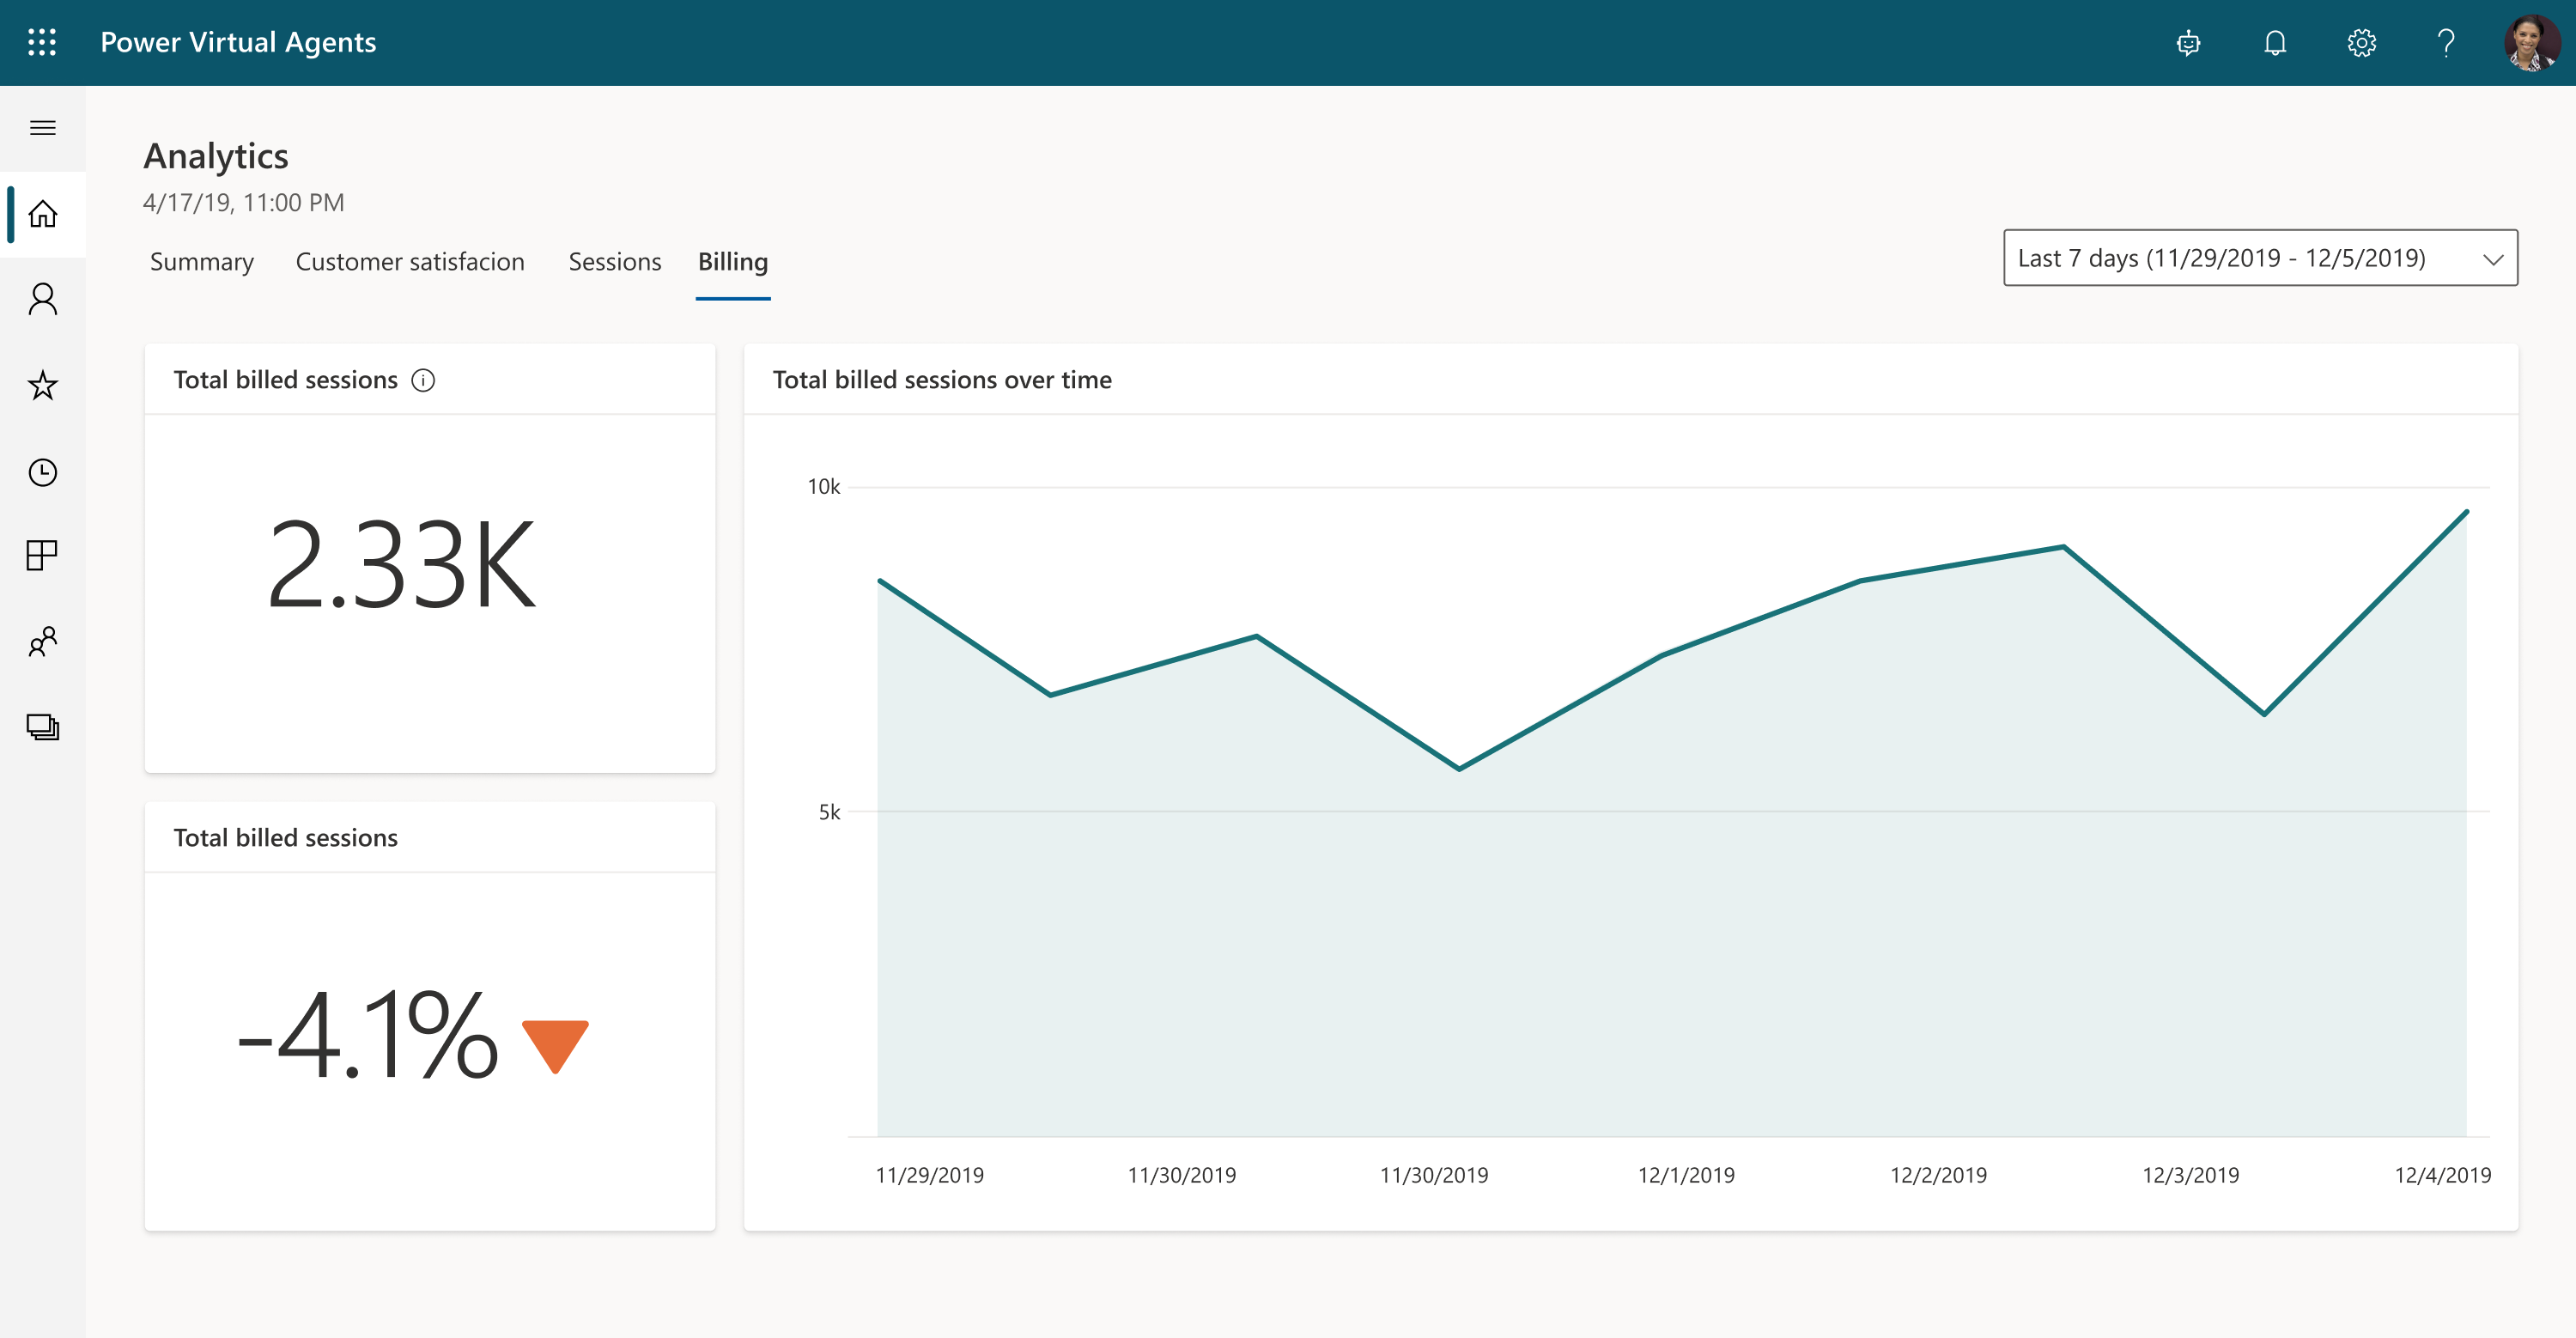 Power Virtual Agents
Analytics
4/17/19, 11:00 PM
Summary Customer satisfacion Sessions Billing
Last 7 days (11/29/2019 - 12/5/2019)
Total billed sessions
2.33K
Total billed sessions
-4.1%
Total billed sessions over time
10k
5k
11/29/2019 11/30/2019 11/30/2019 12/1/2019 12/2/2019 12/3/2019 12/4/2019